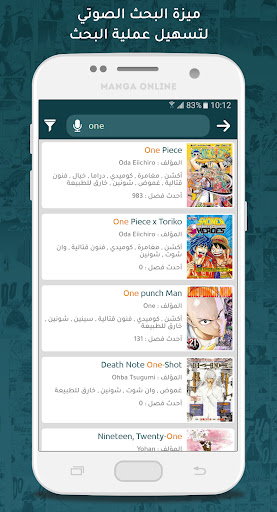 ميزة البحث الصوتي
لتسهيل عملية البحث
MANGA ONLINE
83% 10:12
one
One Piece
المؤلف : Oda Eiichiro
أكشن , مغامرة , كوميدي , دراما , خيال , فنون
قتالية , غموض , شونين , خارق للطبيعة
أحدث فصل : 983
One Piece x Toriko
المؤلف : Oda Eiichiro
أكشن , مغامرة , كوميدي , فنون قتالية , وان
شوت , شونين , خارق للطبيعة
أحدث فصل : 0
One punch Man
المؤلف :
أكشن , كوميدي , فنون قتالية , سينين , شونين ,
خارق للطبيعة
أحدث فصل : 131
Death Note One-Shot
المؤلف : Ohba Tsugumi
غموض , وان شوت , شونين , خارق للطبيعة
أحدث فصل : 0
Nineteen, Twenty-One
المؤلف : Yohan